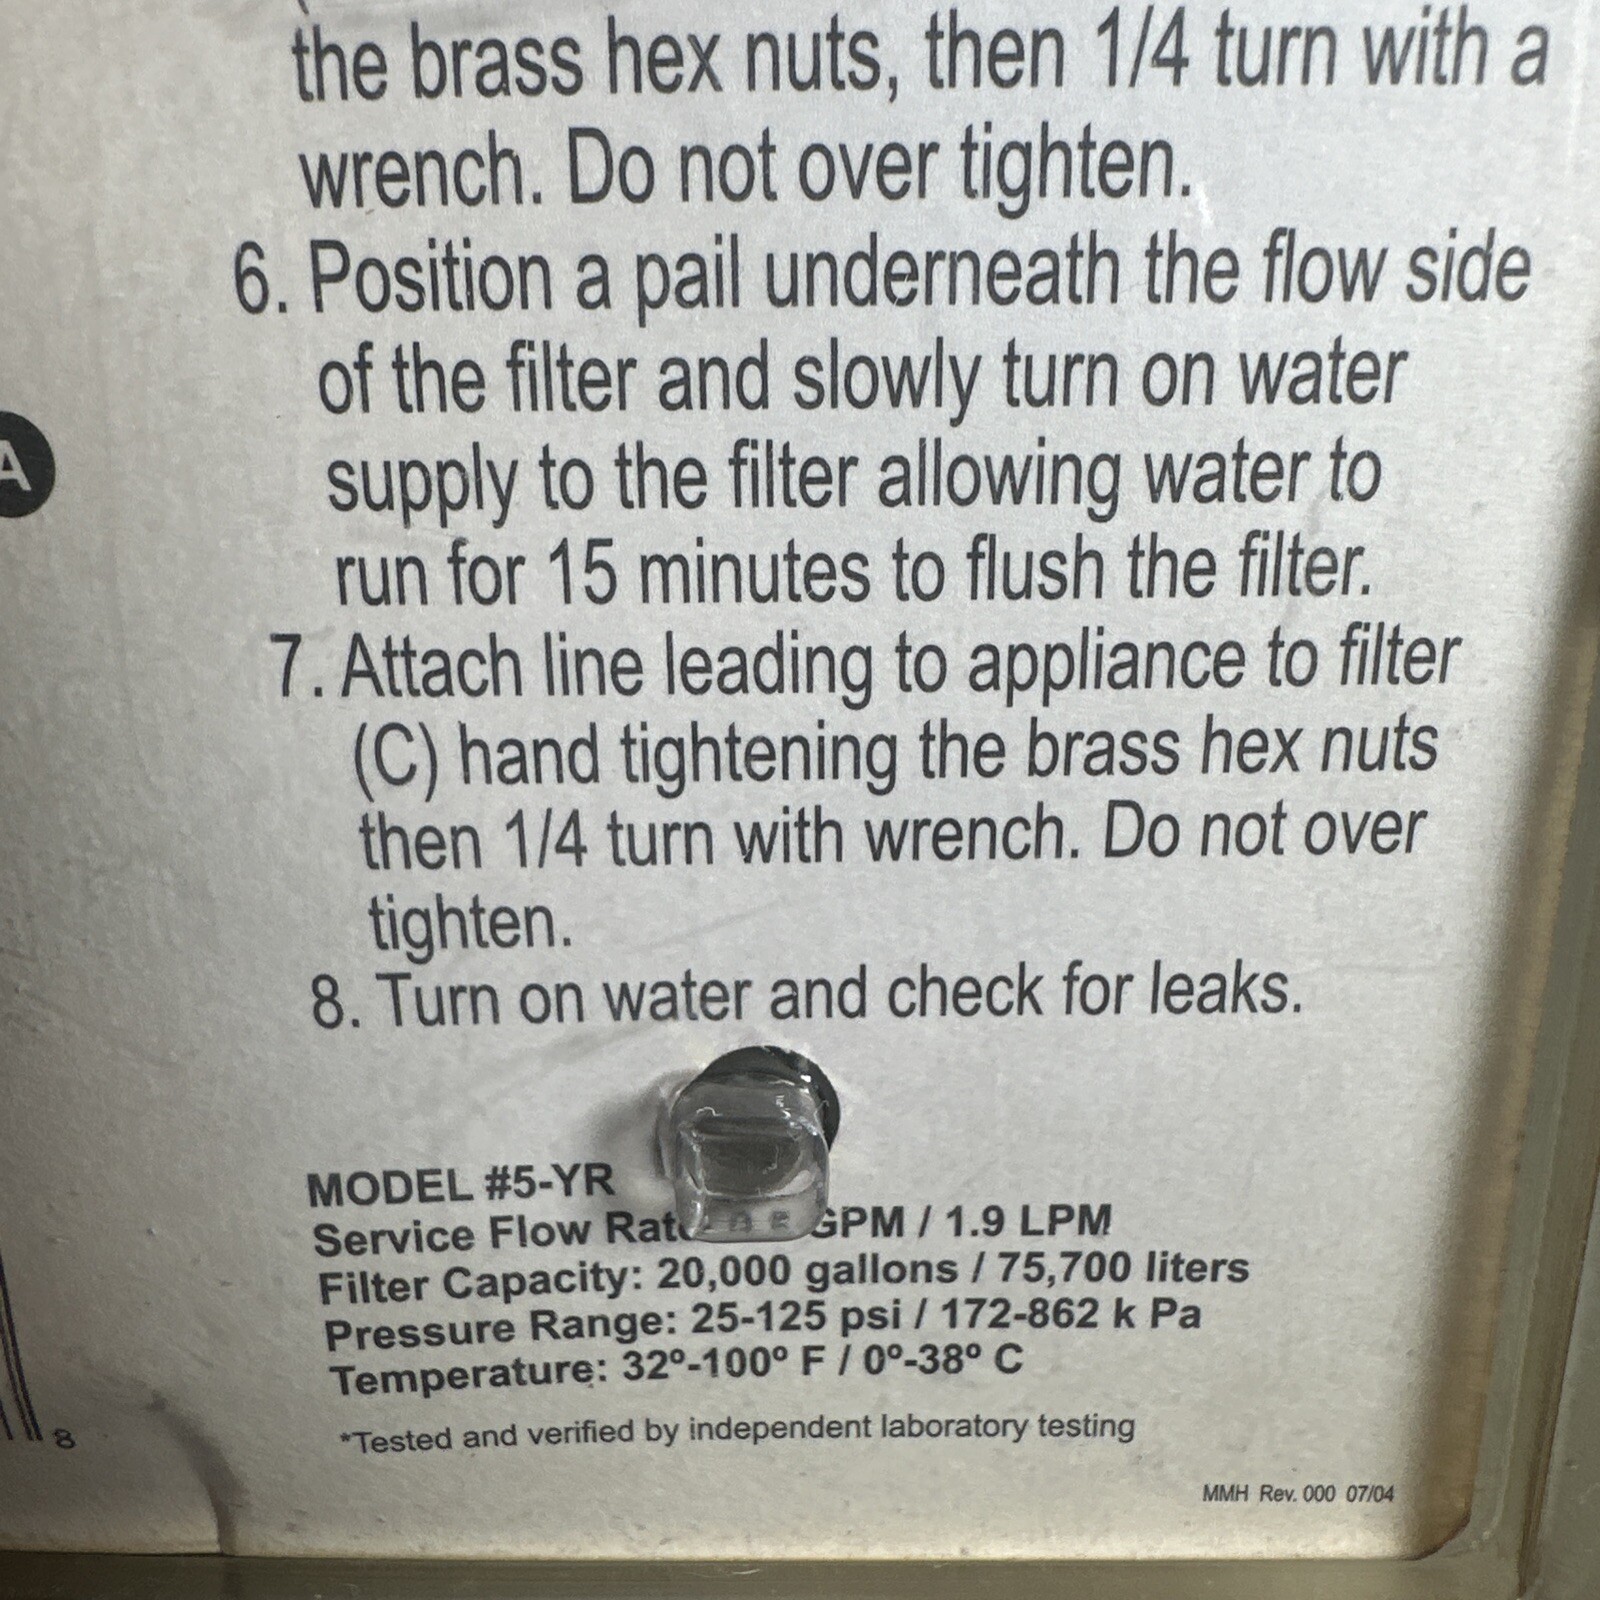 the brass hex nuts, then 1/4 turn with a
wrench. Do not over tighten.
6. Position a pail underneath the flow side
of the filter and slowly turn on water
supply to the filter allowing water to
run for 15 minutes to flush the filter.
7. Attach line leading to appliance to filter
(C) hand tightening the brass hex nuts
then 1/4 turn with wrench. Do not over
tighten.
8. Turn on water and check for leaks.
A
MODEL #5-YR
Service Flow GPM / 1.9 LPM
Filter Capacity: 20,000 gallons / 75,700 liters
Pressure Range: 25-125 psi / 172-862 k Pa
Temperature: 32º-100º F / 0º-38º C
*Tested and verified by independent laboratory testing
8
MMH Rev. 000 07/04